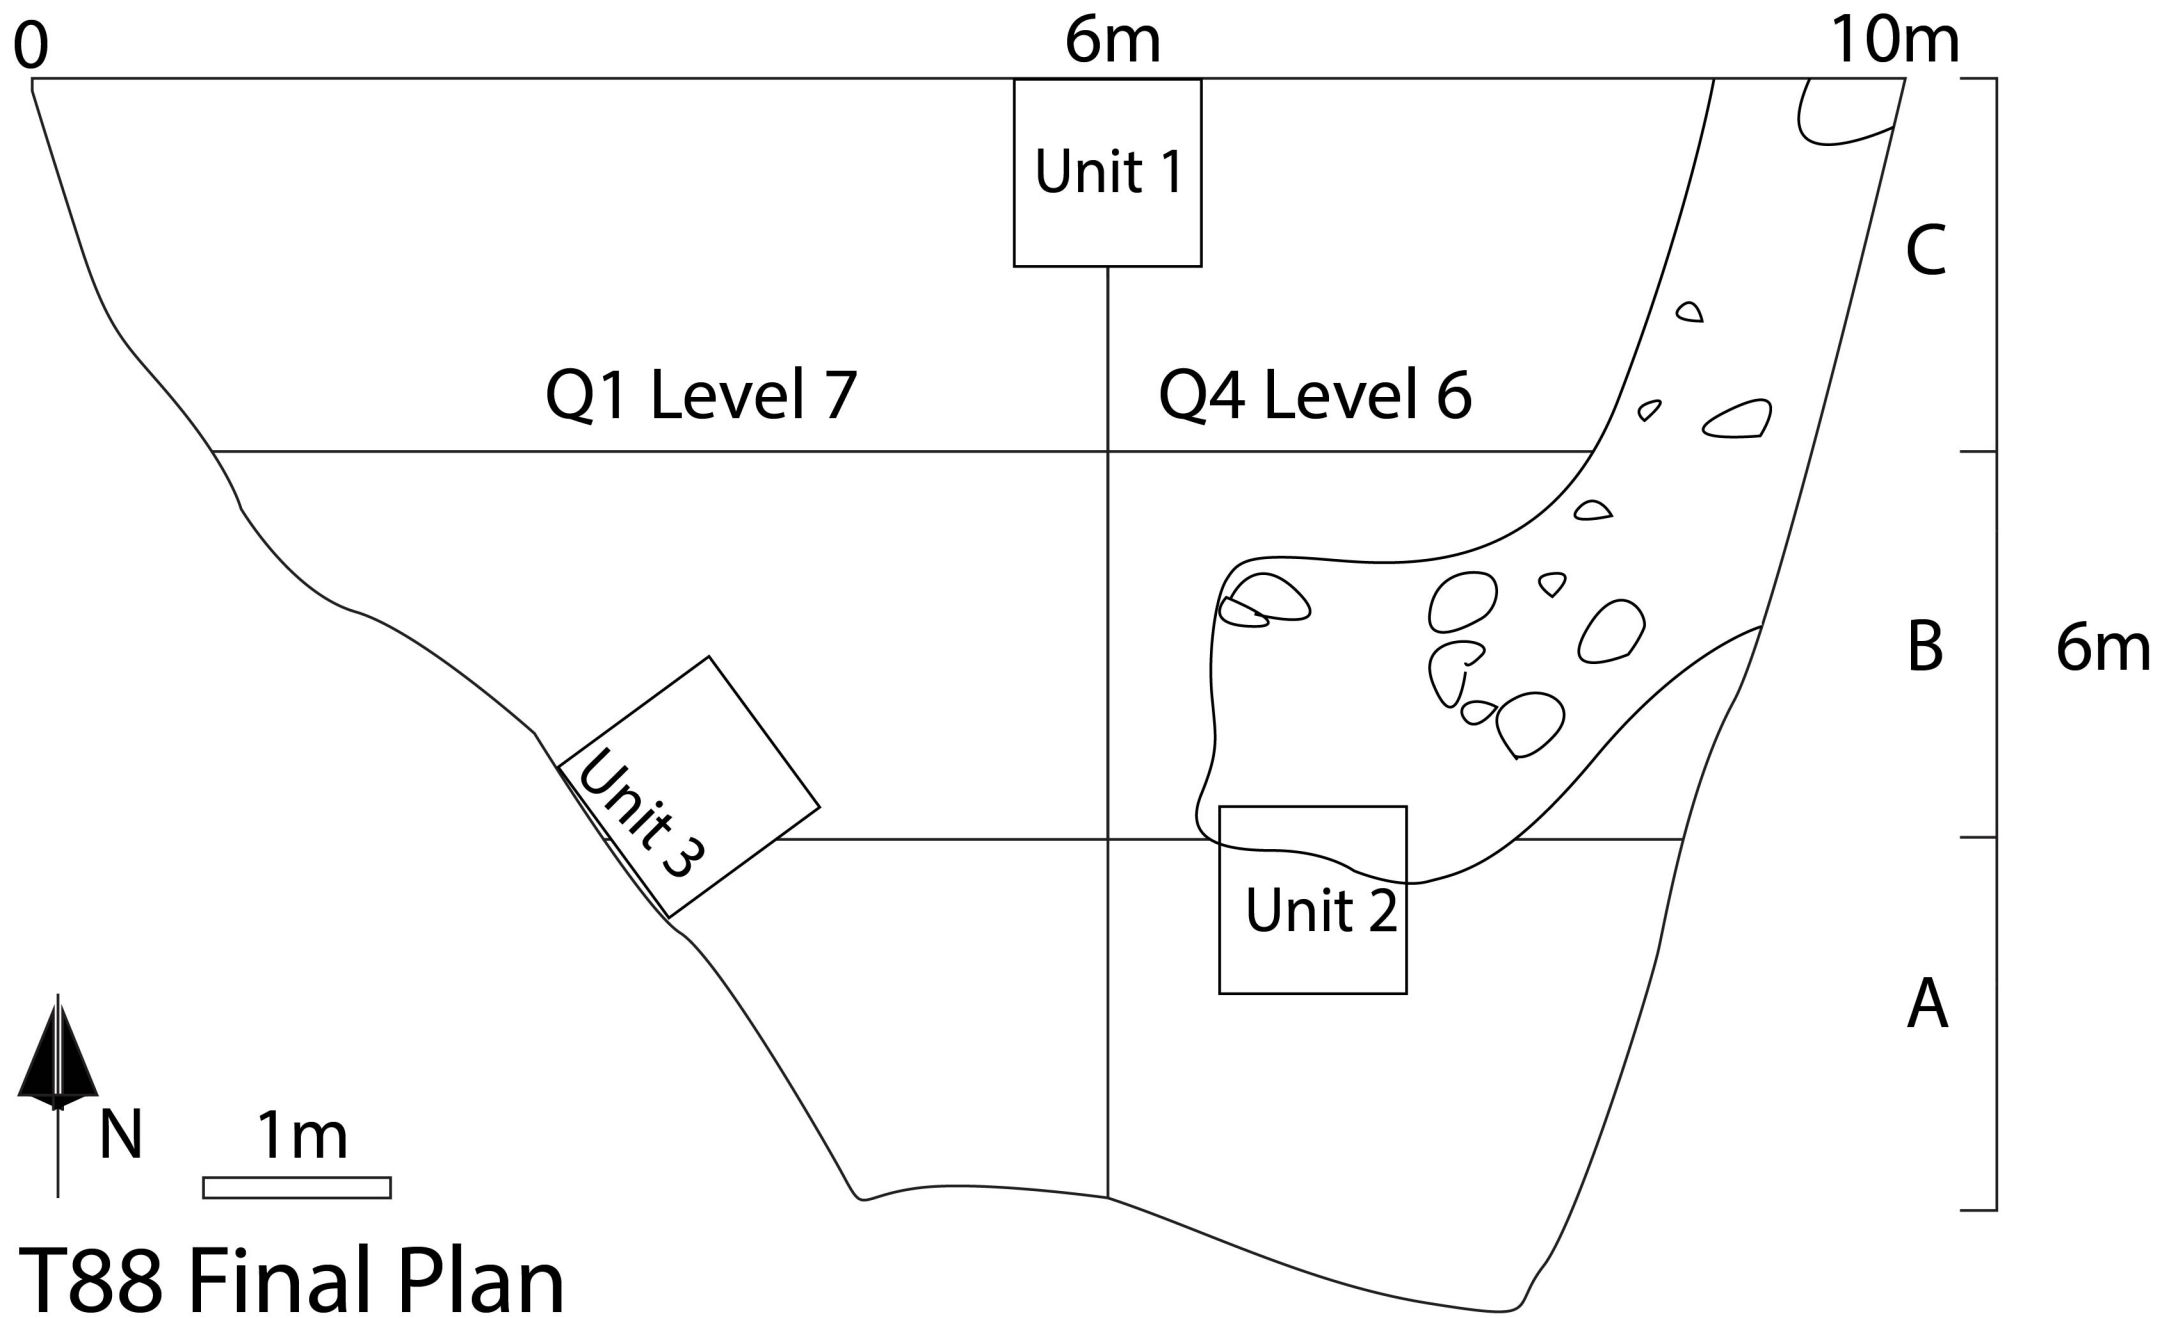 0
6m
10m
Unit 1
C
Q1 Level 7
Q4 Level 6
B
6m
Unit 3
Unit 2
A
N
1m
T88 Final Plan